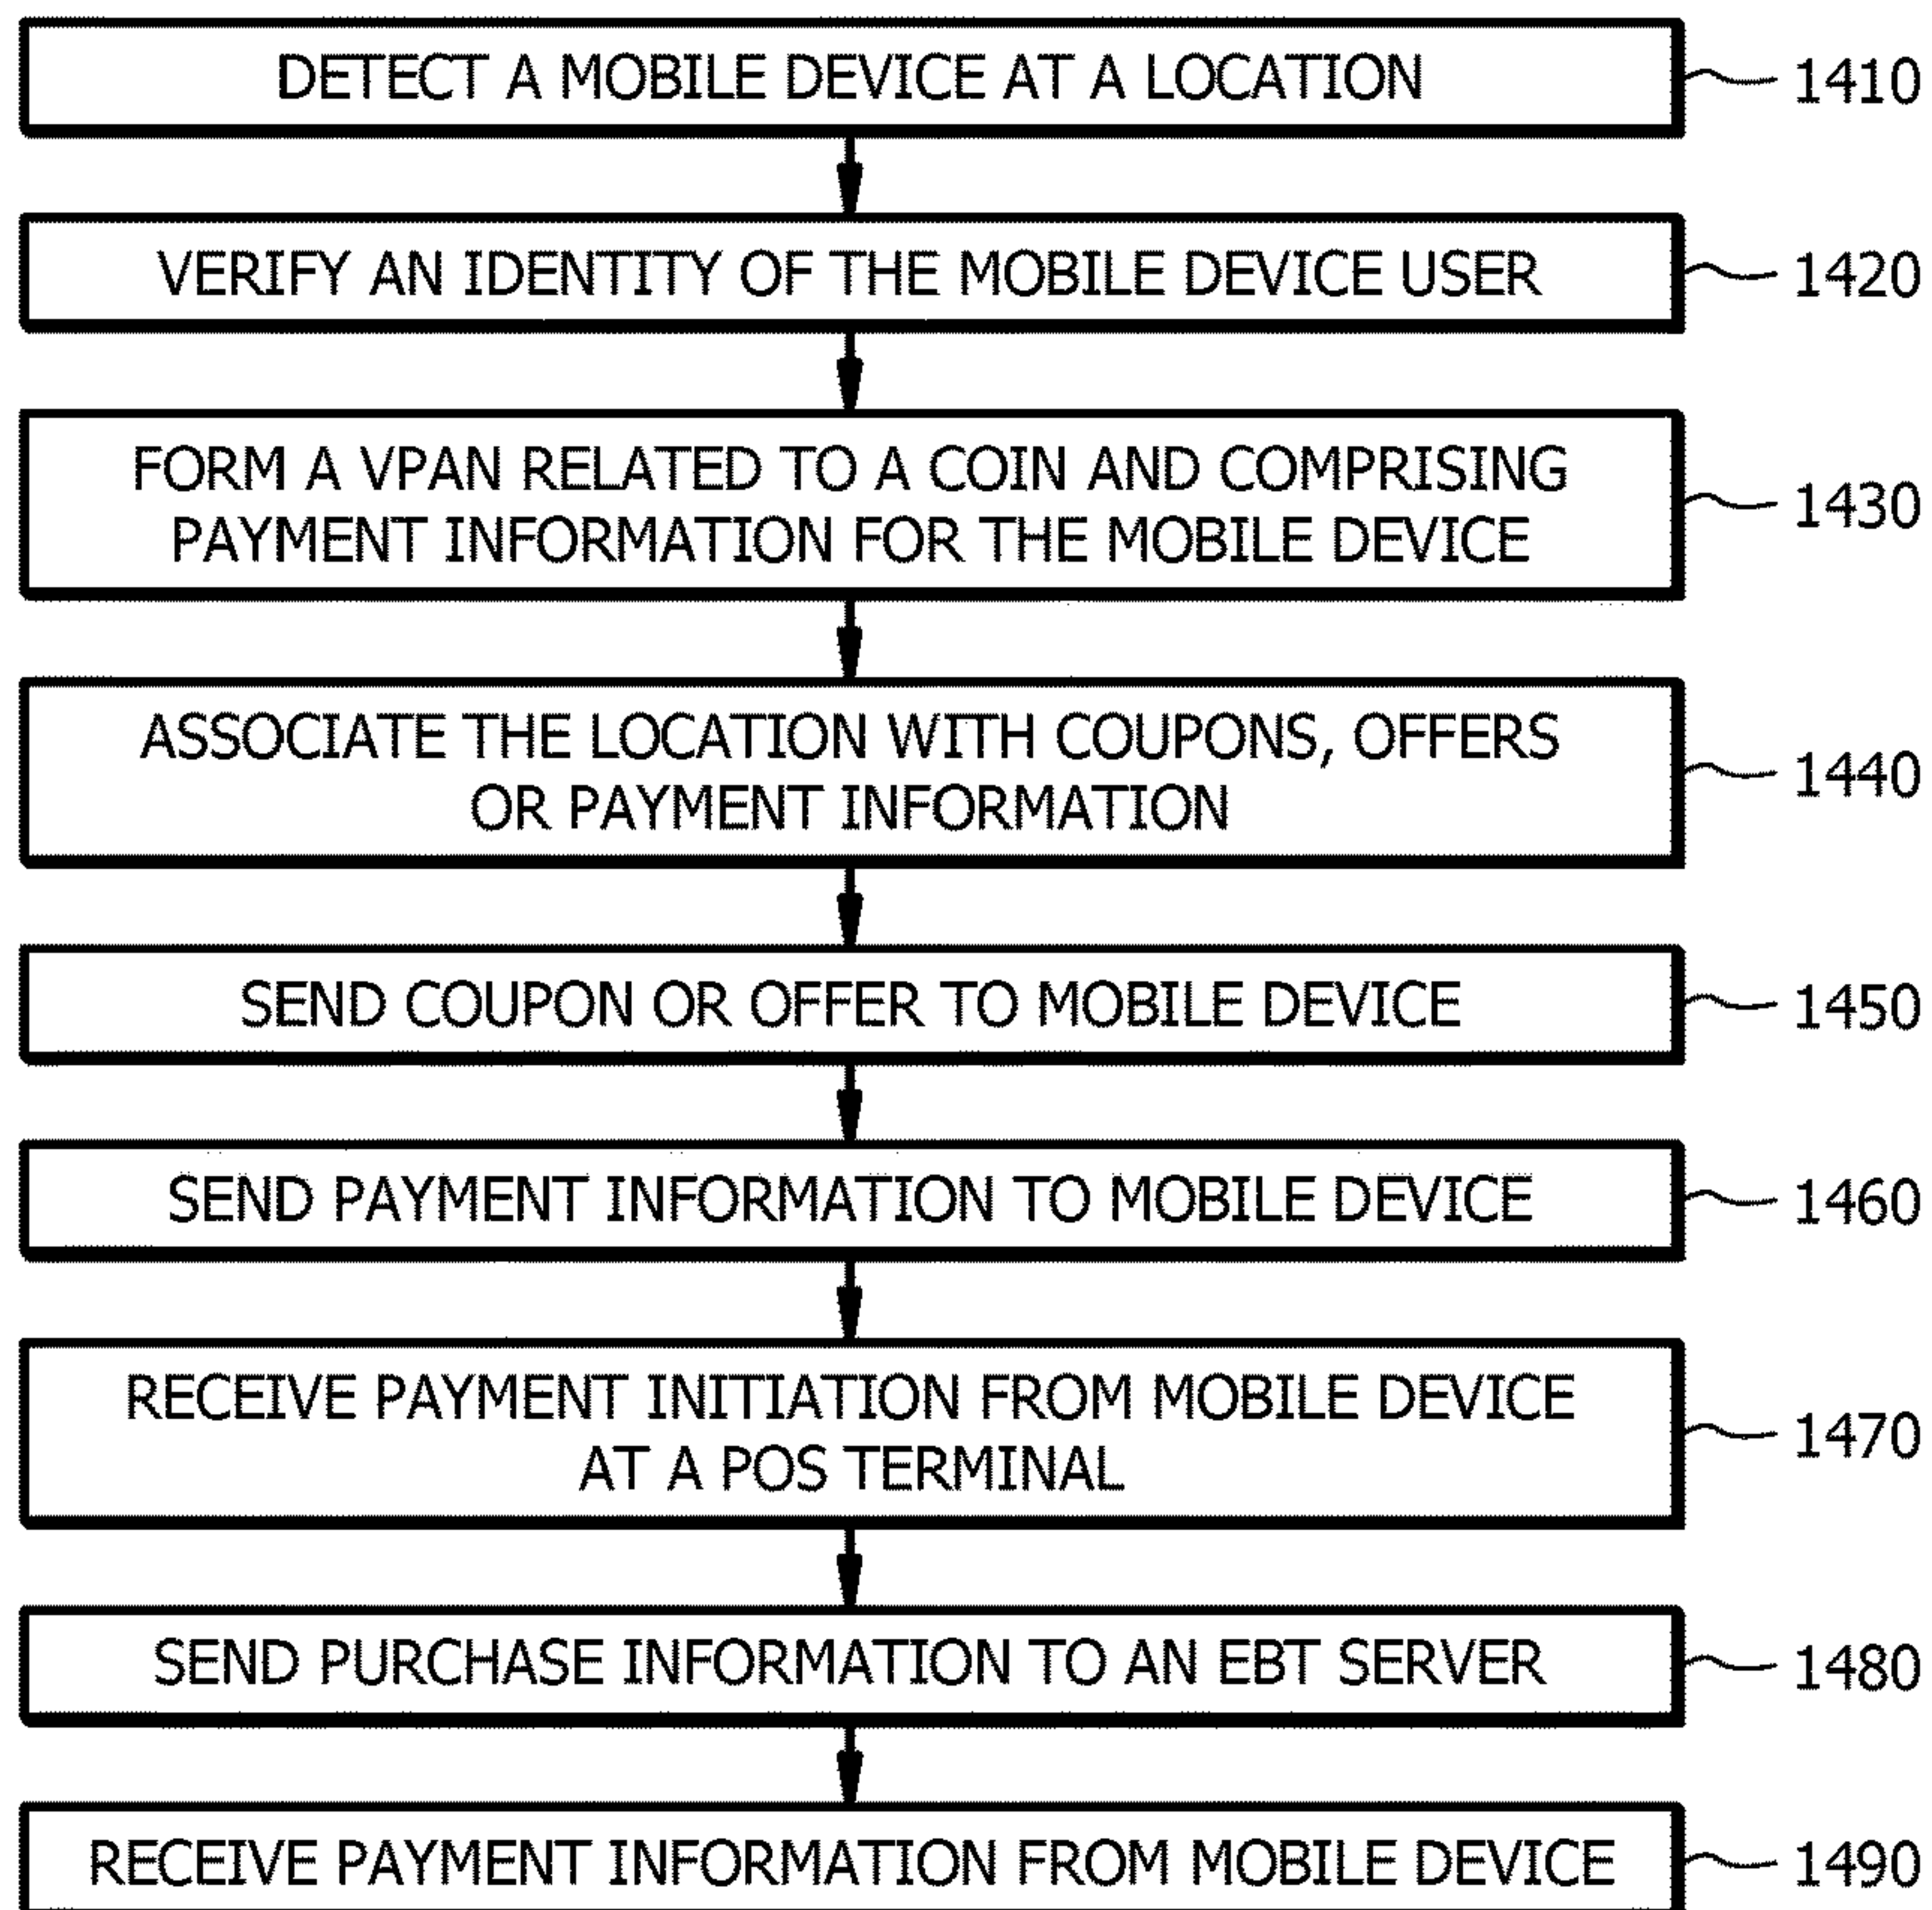 DETECT A MOBILE DEVICE AT A LOCATION
1410
VERIFY AN IDENTITY OF THE MOBILE DEVICE USER
1420
FORM A VPAN RELATED TO A COIN AND COMPRISING
PAYMENT INFORMATION FOR THE MOBILE DEVICE
1430
ASSOCIATE THE LOCATION WITH COUPONS, OFFERS
OR PAYMENT INFORMATION
1440
SEND COUPON OR OFFER TO MOBILE DEVICE
1450
SEND PAYMENT INFORMATION TO MOBILE DEVICE
1460
RECEIVE PAYMENT INITIATION FROM MOBILE DEVICE
AT A POS TERMINAL
1470
SEND PURCHASE INFORMATION TO AN EBT SERVER
1480
RECEIVE PAYMENT INFORMATION FROM MOBILE DEVICE
1490